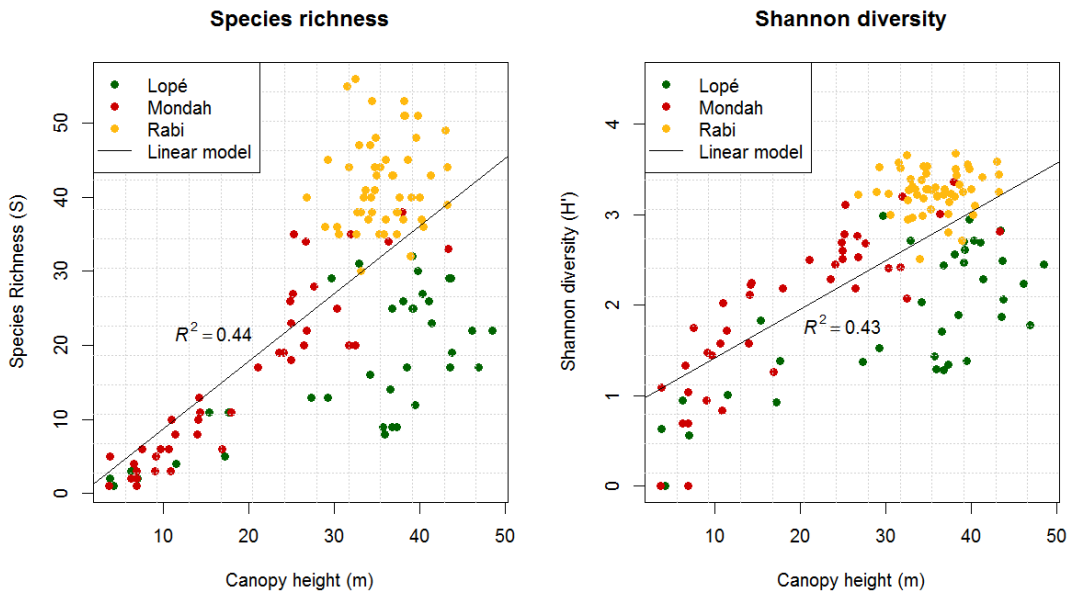 Species richness
Lopé
Mondah
Rabi
Linear model
R² = 0.44
Species Richness (S)
0
10
20
30
40
50
10
20
30
40
50
Canopy height (m)
Shannon diversity
Lopé
Mondah
Rabi
Linear model
R² = 0.43
Shannon diversity (H')
0
1
2
3
4
10
20
30
40
50
Canopy height (m)